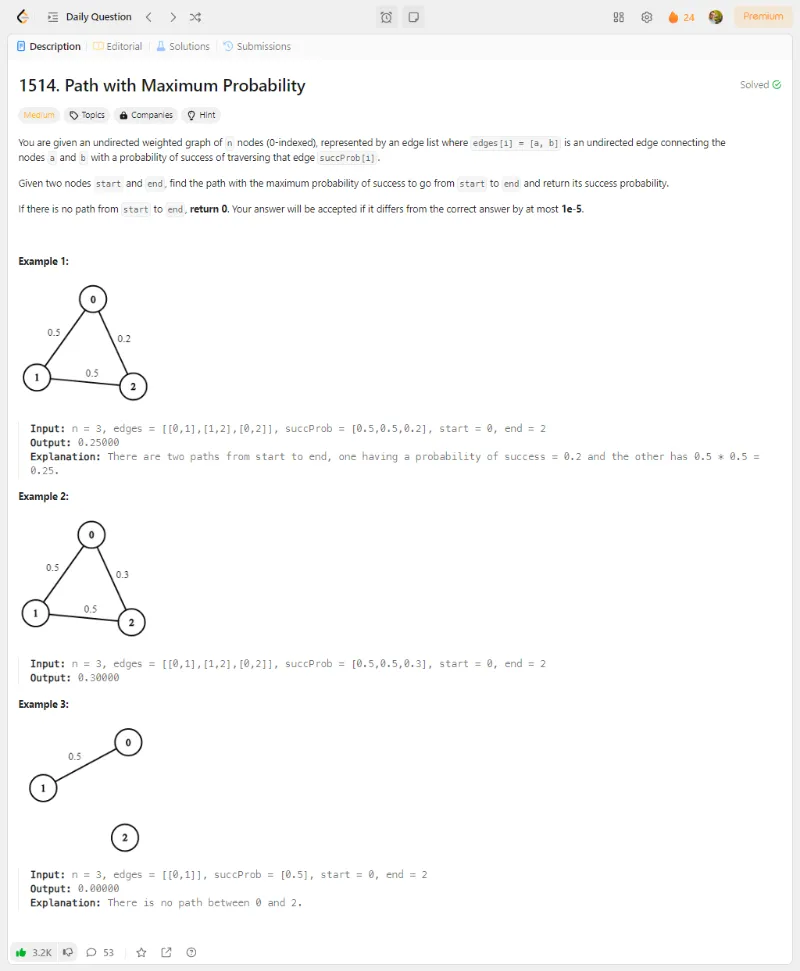 Daily Question
24
Premium
Description
Editorial
Solutions
Submissions
1514. Path with Maximum Probability
Solved
Medium
Topics
Companies
Hint
You are given an undirected weighted graph of n nodes (0-indexed), represented by an edge list where edges[i] = [a, b] is an undirected edge connecting the
nodes a and b with a probability of success of traversing that edge succProb[i].
Given two nodes start and end, find the path with the maximum probability of success to go from start to end and return its success probability.
If there is no path from start to end, return 0. Your answer will be accepted if it differs from the correct answer by at most 1e-5.
Example 1:
0
0.5
0.2
0.5
1
2
Input: n = 3, edges = [[0,1],[1,2],[0,2]], succProb = [0.5,0.5,0.2], start = 0, end = 2
Output: 0.25000
Explanation: There are two paths from start to end, one having a probability of success = 0.2 and the other has 0.5 * 0.5 =
0.25.
Example 2:
0
0.5
0.3
0.5
1
2
Input: n = 3, edges = [[0,1],[1,2],[0,2]], succProb = [0.5,0.5,0.3], start = 0, end = 2
Output: 0.30000
Example 3:
0
0.5
1
2
Input: n = 3, edges = [[0,1]], succProb = [0.5], start = 0, end = 2
Output: 0.00000
Explanation: There is no path between 0 and 2.
3.2K
53